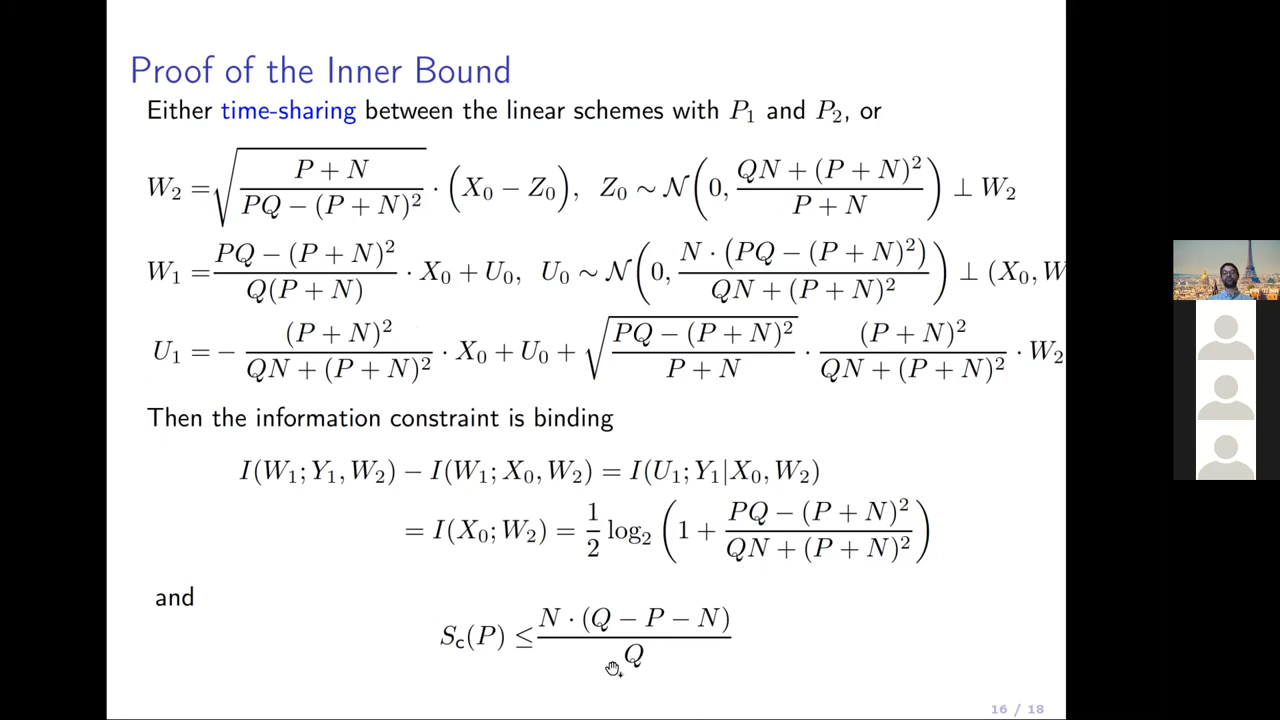 Proof of the Inner Bound
Either time-sharing between the linear schemes with P₁ and P₂, or
W₂ = √((P + N) / (PQ − (P + N)²)) · (X₀ − Z₀), Z₀ ∼ 𝒩(0, (QN + (P + N)²) / (P + N)) ⊥ W₂
W₁ = (PQ − (P + N)²) / (Q(P + N)) · X₀ + U₀, U₀ ∼ 𝒩(0, (N · (PQ − (P + N)²)) / (QN + (P + N)²)) ⊥ (X₀, W
U₁ = − (P + N)² / (QN + (P + N)²) · X₀ + U₀ + √((PQ − (P + N)²) / (P + N)) · (P + N)² / (QN + (P + N)²) · W₂
Then the information constraint is binding
I(W₁; Y₁, W₂) − I(W₁; X₀, W₂) = I(U₁; Y₁|X₀, W₂)
= I(X₀; W₂) = 1/2 log₂ (1 + (PQ − (P + N)²) / (QN + (P + N)²))
and
S_c(P) ≤ (N · (Q − P − N)) / Q
16 / 18